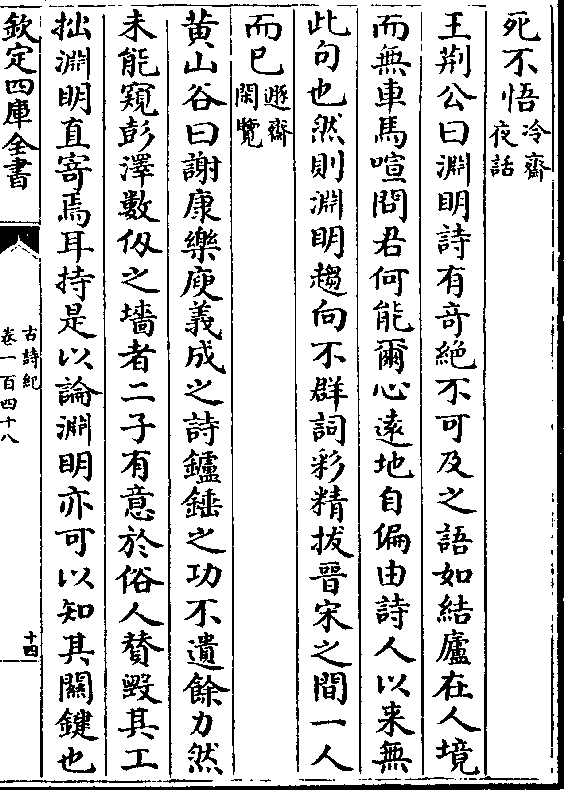 死不悟冷齋夜話
王荆公曰淵明詩有奇絶不可及之語如結廬在人境
而無車馬喧問君何能爾心遠地自偏由詩人以來無
此句也然則淵明趨向不群詞彩精拔晉宋之間一人
而已遯齋閑覽
黄山谷曰謝康樂庾義成之詩鑪錘之功不遺餘力然
未能窺彭澤數仭之墻者二子有意於俗人賛毀其工
拙淵明直寄焉耳持是以論淵明亦可以知其關鍵也
欽定四庫全書
古詩紀
卷一百四十八
十四